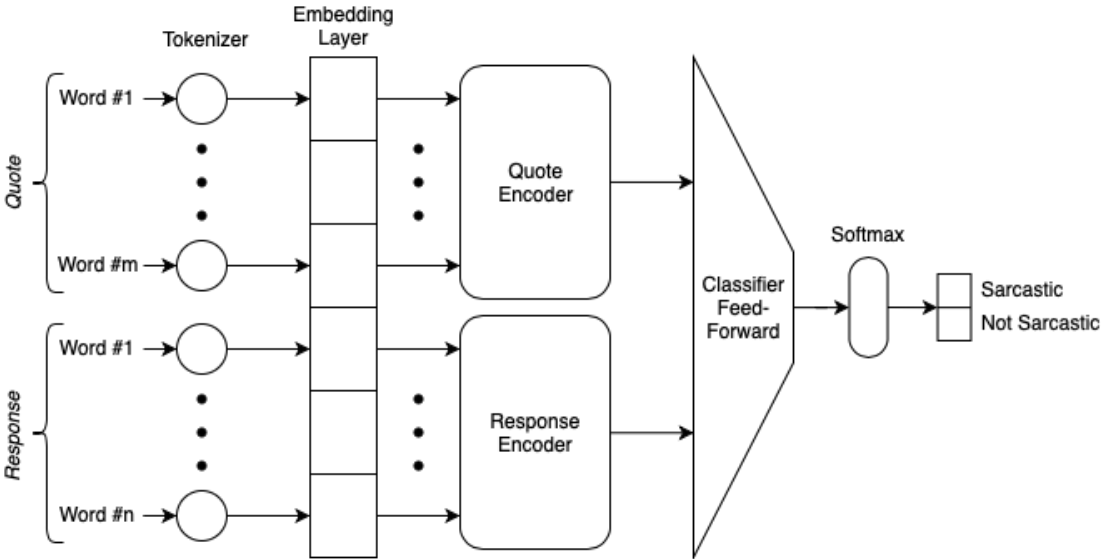 Tokenizer
Embedding
Layer
Quote
Word #1
Word #m
Quote
Encoder
Response
Word #1
Word #n
Response
Encoder
Classifier
Feed-
Forward
Softmax
Sarcastic
Not Sarcastic